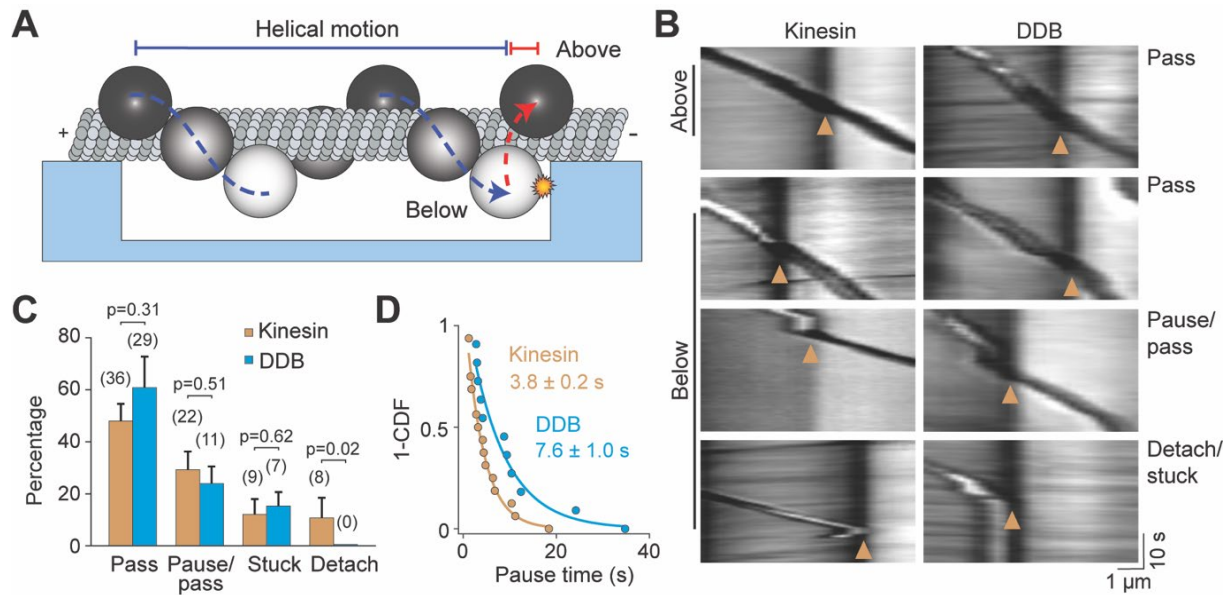 A
Helical motion
Above
+
−
Below
B
Kinesin
DDB
Above
Pass
Below
Pass
Pause/
pass
Detach/
stuck
10 s
1 μm
C
Percentage
80
60
40
20
0
Kinesin
DDB
p=0.31
(29)
(36)
p=0.51
(22)
(11)
p=0.62
(9)
(7)
p=0.02
(8)
(0)
Pass
Pause/
pass
Stuck
Detach
D
1-CDF
1
0.5
0
Kinesin
3.8 ± 0.2 s
DDB
7.6 ± 1.0 s
0
20
40
Pause time (s)